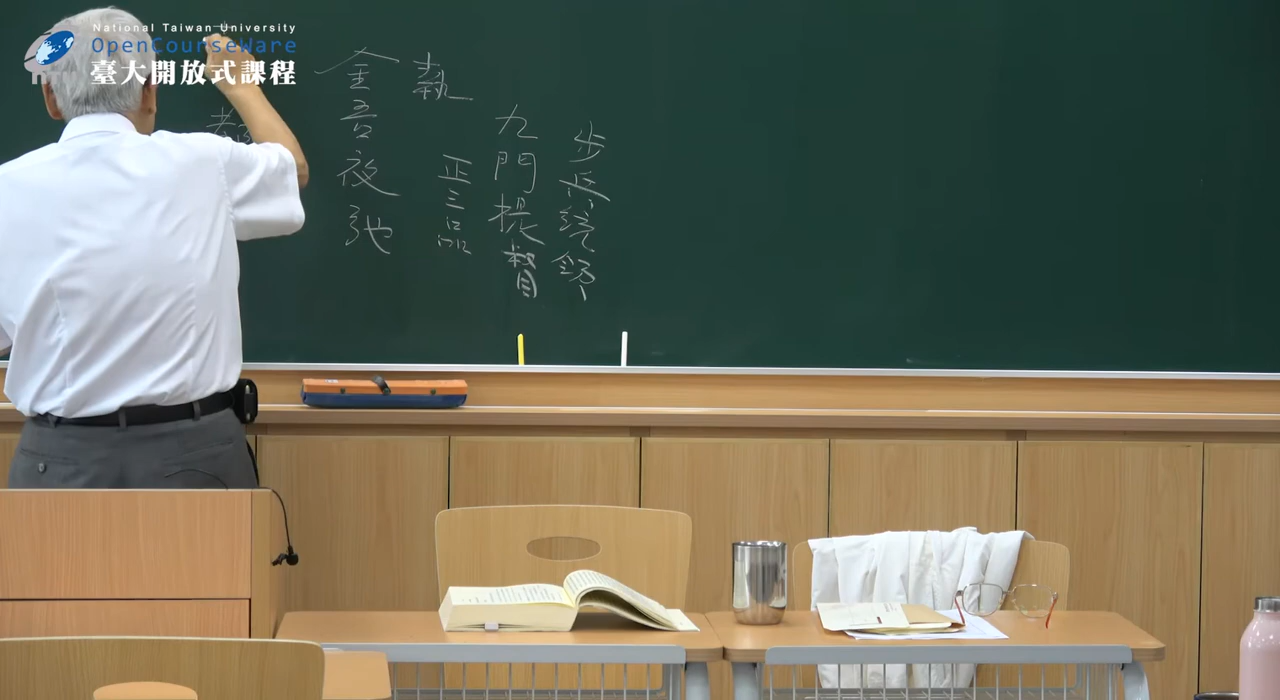 National Taiwan University
OpenCourseWare
臺大開放式課程
步兵統領
九門提督
正三品
執
金吾夜弛